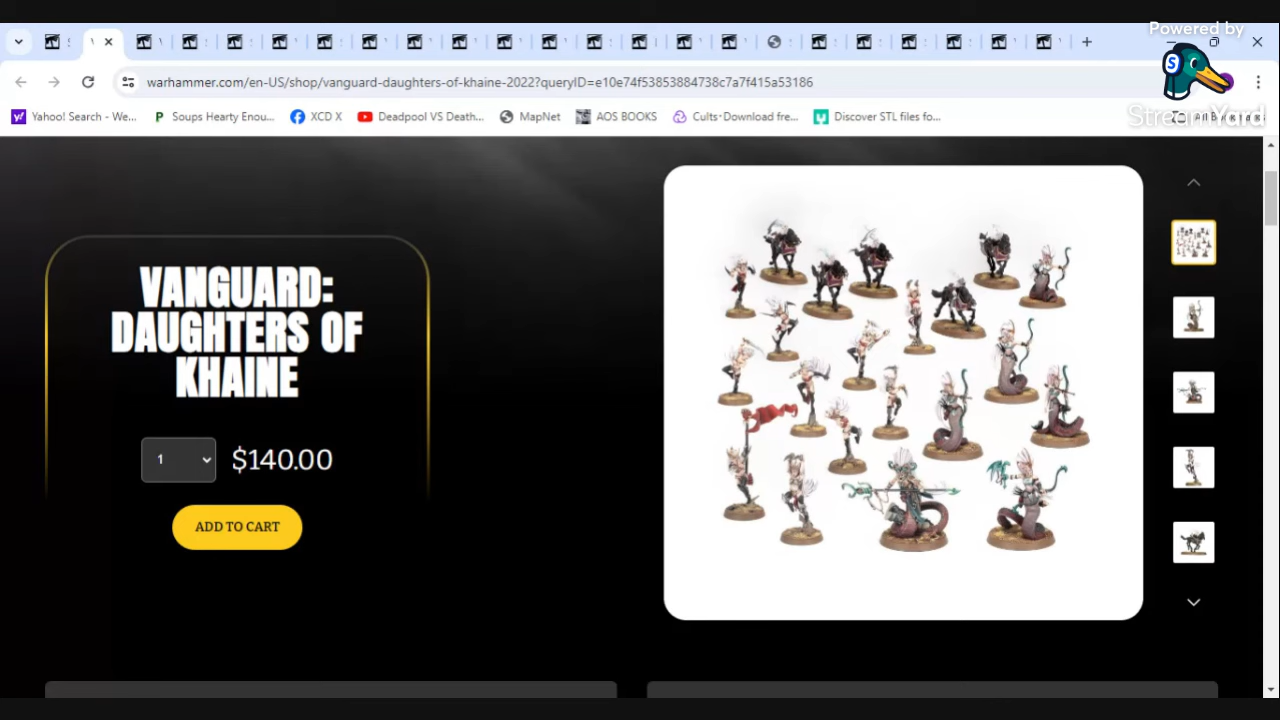 Powered by
StreamYard
warhammer.com/en-US/shop/vanguard-daughters-of-khaine-2022?queryID=e10e74f53853884738c7a7f415a53186
Yahoo! Search - We...
Soups Hearty Enou...
XCD X
Deadpool VS Death...
MapNet
AOS BOOKS
Cults·Download fre...
Discover STL files fo...
VANGUARD:
DAUGHTERS OF
KHAINE
1
$140.00
ADD TO CART